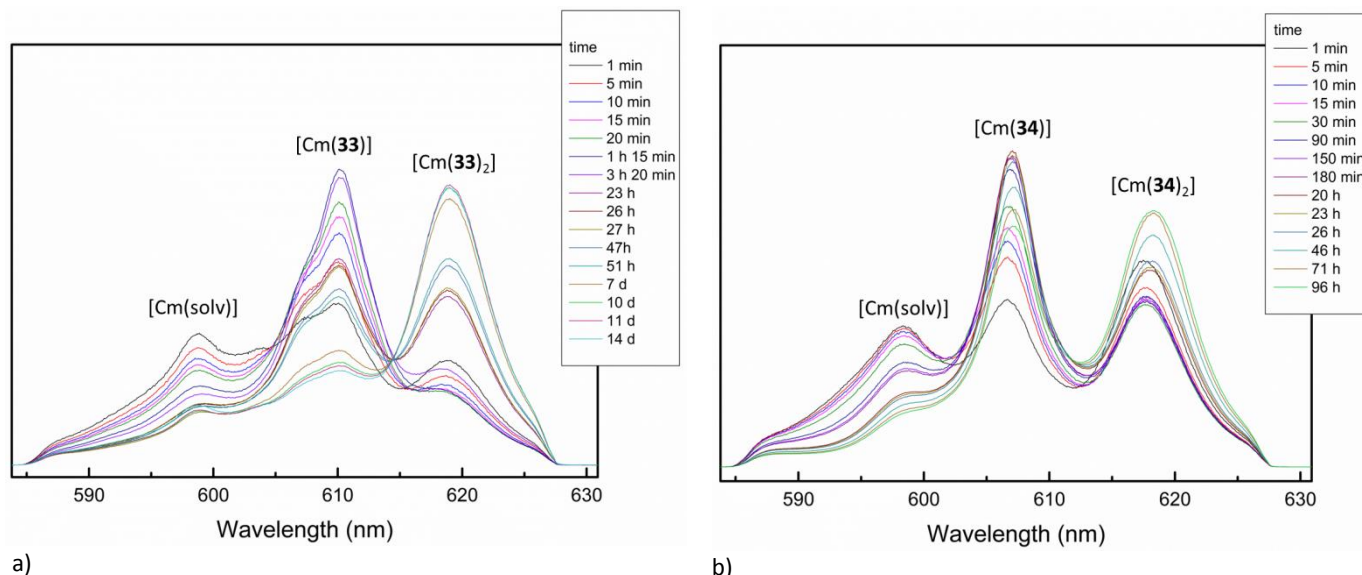 time
1 min
5 min
10 min
15 min
20 min
1 h 15 min
3 h 20 min
23 h
26 h
27 h
47h
51 h
7 d
10 d
11 d
14 d
[Cm(solv)]
[Cm(33)]
[Cm(33)₂]
590
600
610
620
630
Wavelength (nm)
a)
time
1 min
5 min
10 min
15 min
30 min
90 min
150 min
180 min
20 h
23 h
26 h
46 h
71 h
96 h
[Cm(solv)]
[Cm(34)]
[Cm(34)₂]
590
600
610
620
630
Wavelength (nm)
b)